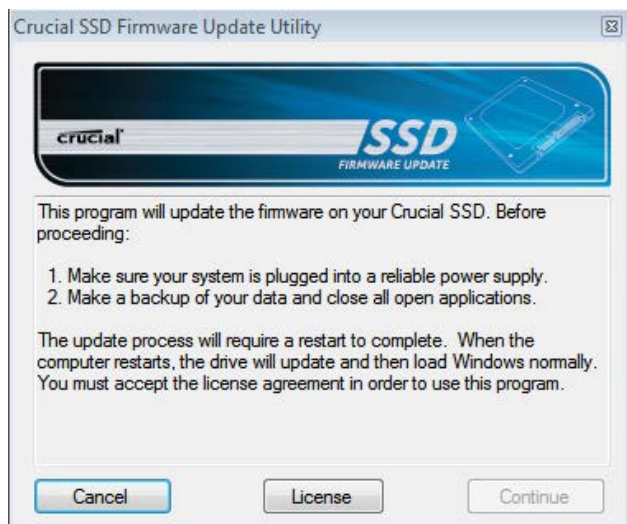 Crucial SSD Firmware Update Utility
crucial
SSD
FIRMWARE UPDATE
This program will update the firmware on your Crucial SSD. Before
proceeding:
1. Make sure your system is plugged into a reliable power supply.
2. Make a backup of your data and close all open applications.
The update process will require a restart to complete. When the
computer restarts, the drive will update and then load Windows normally.
You must accept the license agreement in order to use this program.
Cancel
License
Continue